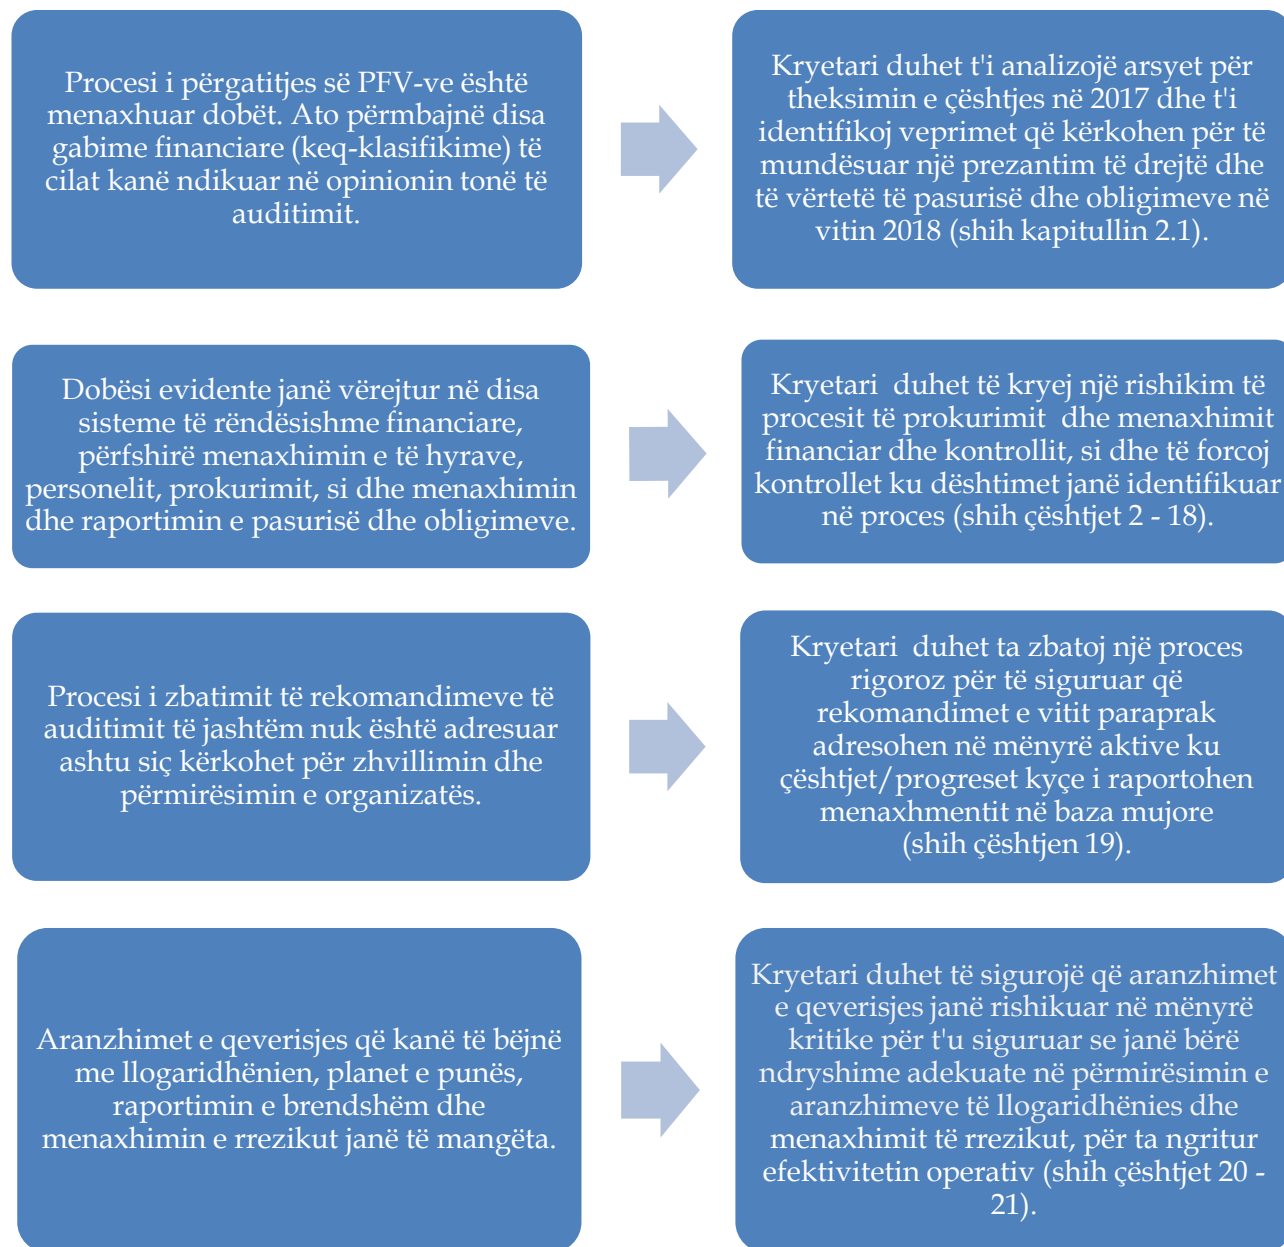 Procesi i përgatitjes së PFV-ve është
menaxhuar dobët. Ato përmbajnë disa
gabime financiare (keq-klasifikime) të
cilat kanë ndikuar në opinionin tonë të
auditimit.
Kryetari duhet t'i analizojë arsyet për
theksimin e çështjes në 2017 dhe t'i
identifikoj veprimet që kërkohen për të
mundësuar një prezantim të drejtë dhe
të vërtetë të pasurisë dhe obligimeve në
vitin 2018 (shih kapitullin 2.1).
Dobësi evidente janë vërejtur në disa
sisteme të rëndësishme financiare,
përfshirë menaxhimin e të hyrave,
personelit, prokurimit, si dhe menaxhimin
dhe raportimin e pasurisë dhe obligimeve.
Kryetari duhet të kryej një rishikim të
procesit të prokurimit dhe menaxhimit
financiar dhe kontrollit, si dhe të forcoj
kontrollet ku dështimet janë identifikuar
në proces (shih çështjet 2 - 18).
Procesi i zbatimit të rekomandimeve të
auditimit të jashtëm nuk është adresuar
ashtu siç kërkohet për zhvillimin dhe
përmirësimin e organizatës.
Kryetari duhet ta zbatoj një proces
rigoroz për të siguruar që
rekomandimet e vitit paraprak
adresohen në mënyrë aktive ku
çështjet/progreset kyçe i raportohen
menaxhmentit në baza mujore
(shih çështjen 19).
Aranzhimet e qeverisjes që kanë të bëjnë
me llogaridhënien, planet e punës,
raportimin e brendshëm dhe
menaxhimin e rrezikut janë të mangëta.
Kryetari duhet të sigurojë që aranzhimet
e qeverisjes janë rishikuar në mënyrë
kritike për t'u siguruar se janë bërë
ndryshime adekuate në përmirësimin e
aranzhimeve të llogaridhënies dhe
menaxhimit të rrezikut, për ta ngritur
efektivitetin operativ (shih çështjet 20 -
21).